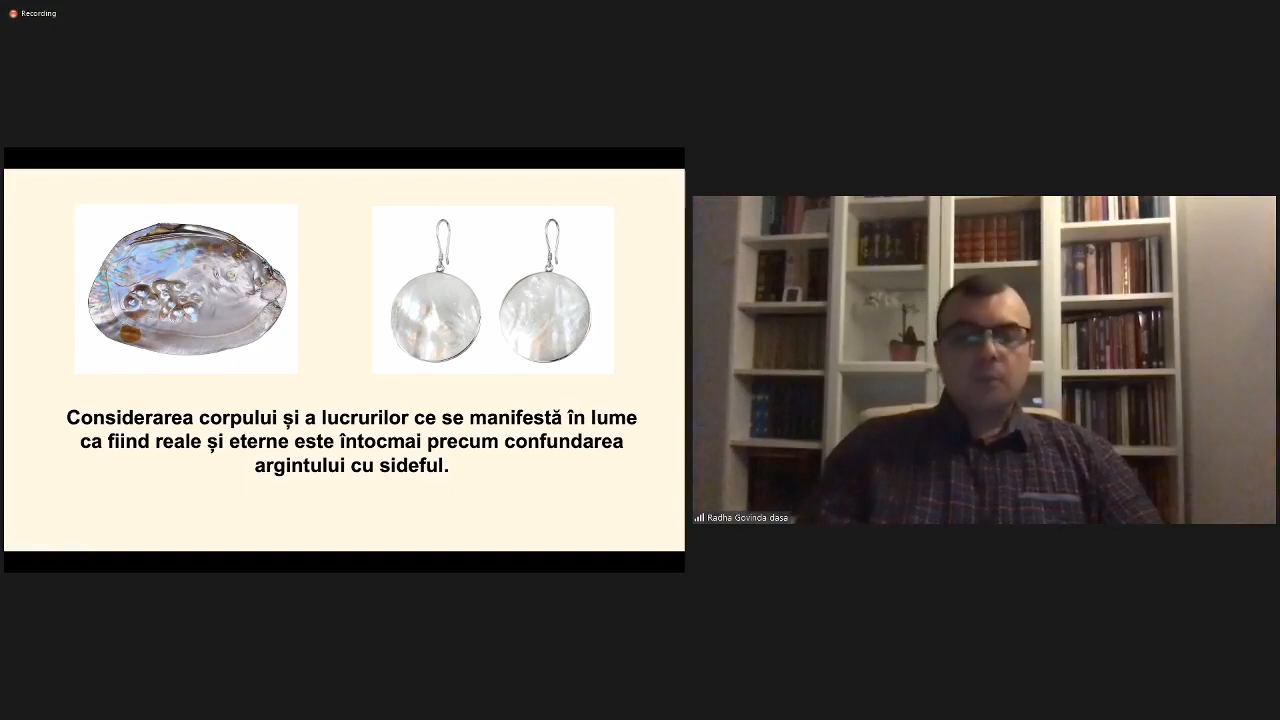 Recording
Considerarea corpului și a lucrurilor ce se manifestă în lume
ca fiind reale și eterne este întocmai precum confundarea
argintului cu sideful.
Radha Govinda dasa